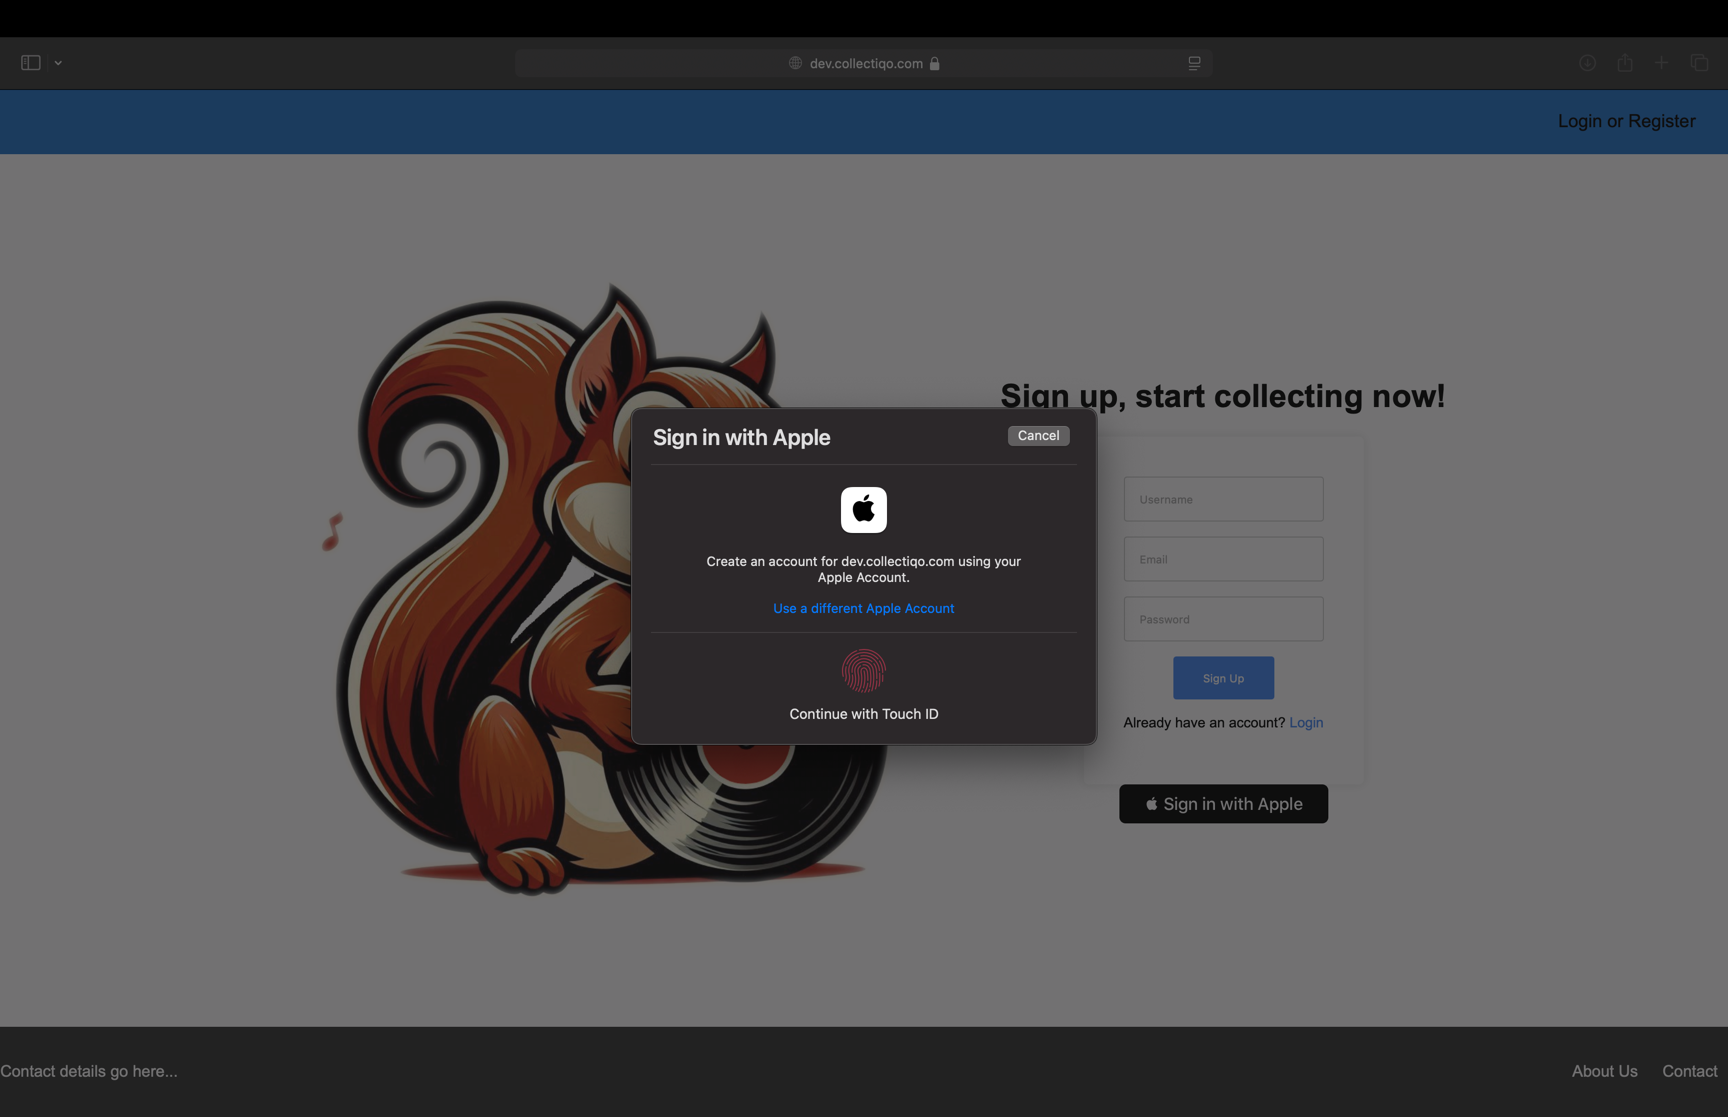 dev.collectiqo.com
Login or Register
Sign up, start collecting now!
Sign in with Apple
Cancel
Create an account for dev.collectiqo.com using your
Apple Account.
Use a different Apple Account
Continue with Touch ID
Username
Email
Password
Sign Up
Already have an account? Login
Sign in with Apple
Contact details go here...
About Us
Contact